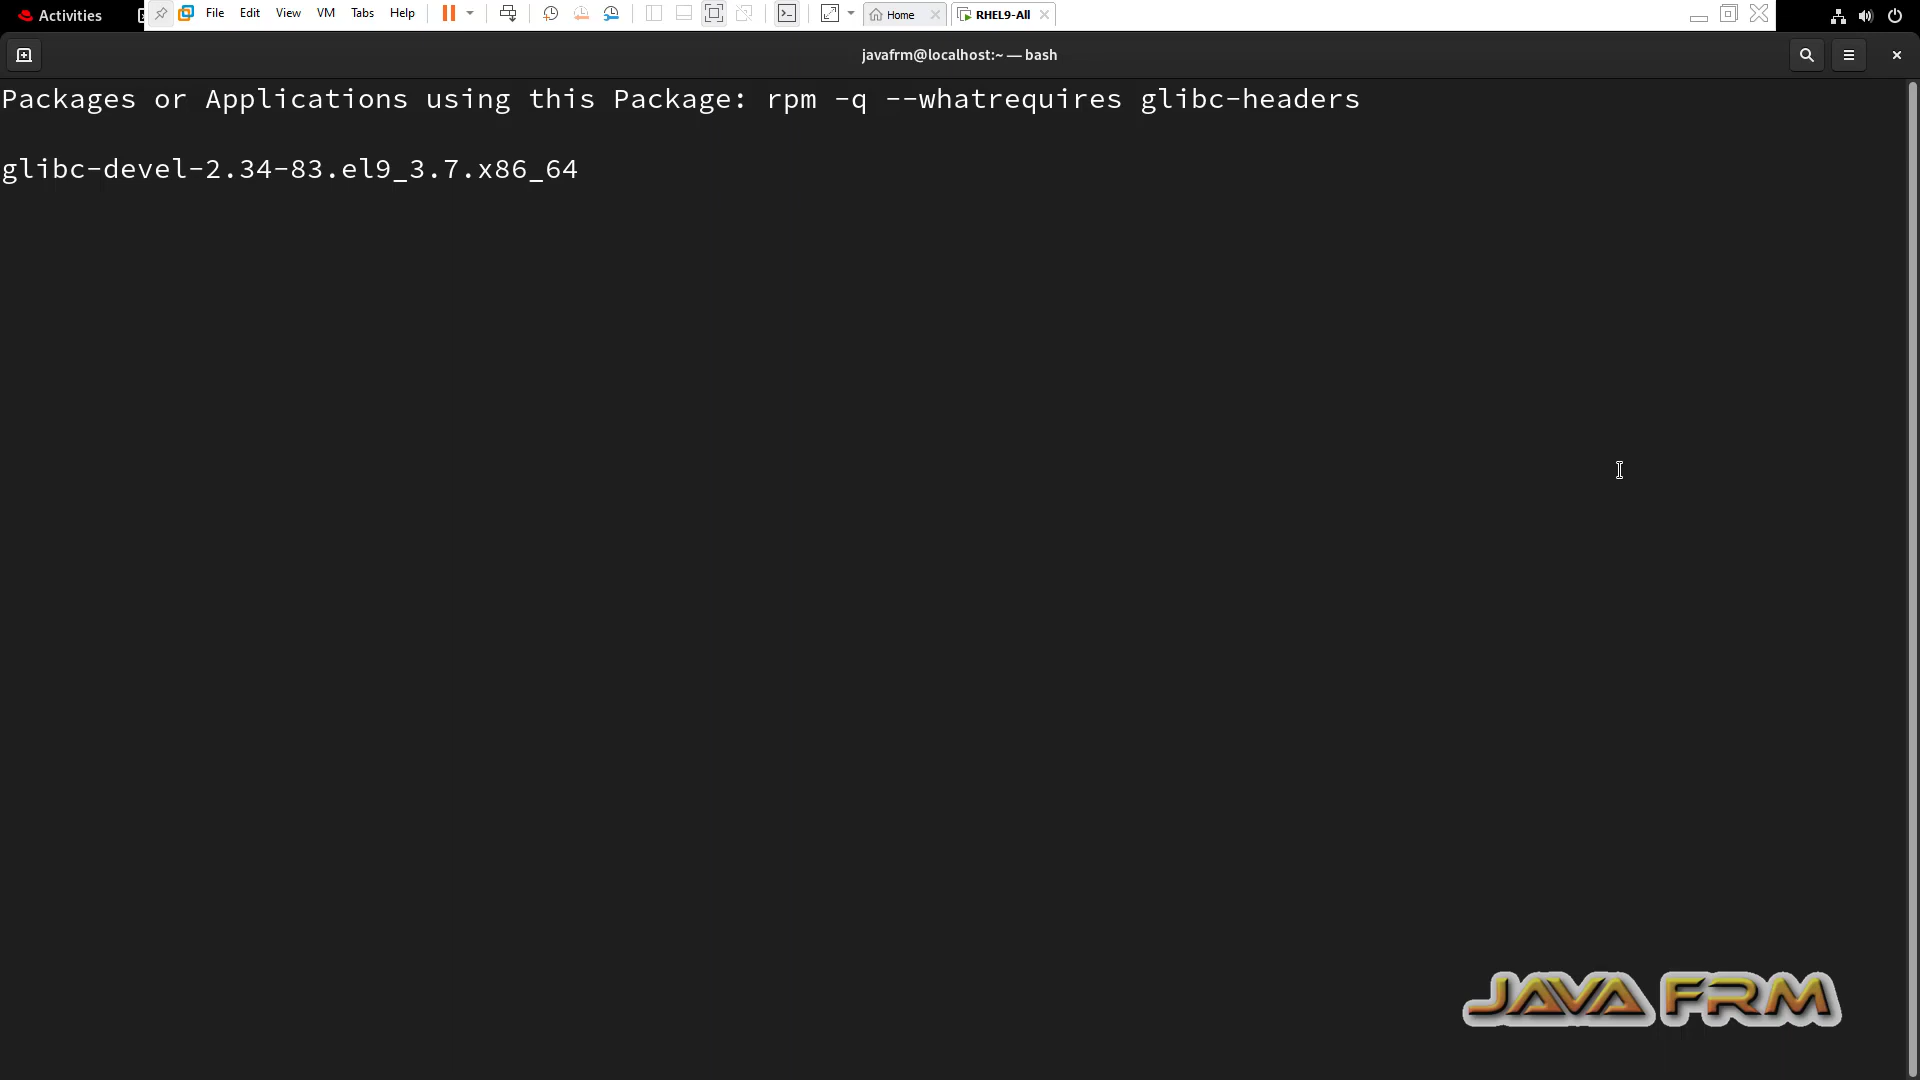 Activities
File Edit View VM Tabs Help
Home
RHEL9-All
javafrm@localhost:~ — bash
Packages or Applications using this Package: rpm -q --whatrequires glibc-headers
glibc-devel-2.34-83.el9_3.7.x86_64
JAVA FRM